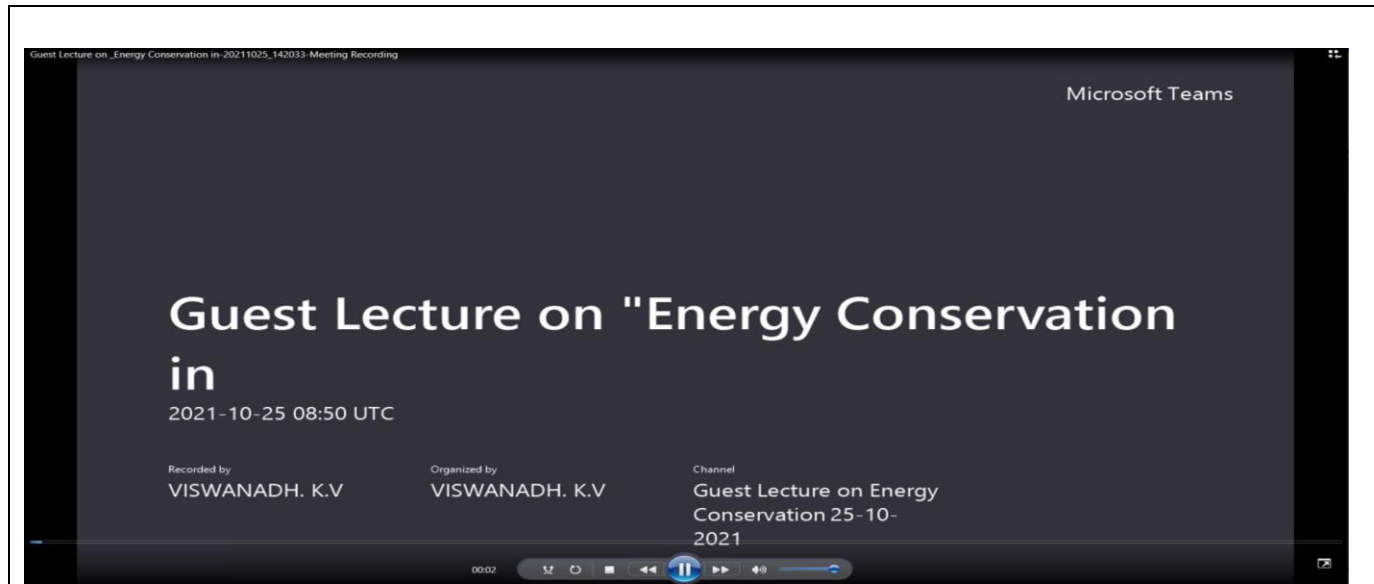 Guest Lecture on _Energy Conservation in-20211025_142033-Meeting Recording
Microsoft Teams
Guest Lecture on "Energy Conservation
in
2021-10-25 08:50 UTC
Recorded by
VISWANADH. K.V
Organized by
VISWANADH. K.V
Channel
Guest Lecture on Energy
Conservation 25-10-
2021
00:02